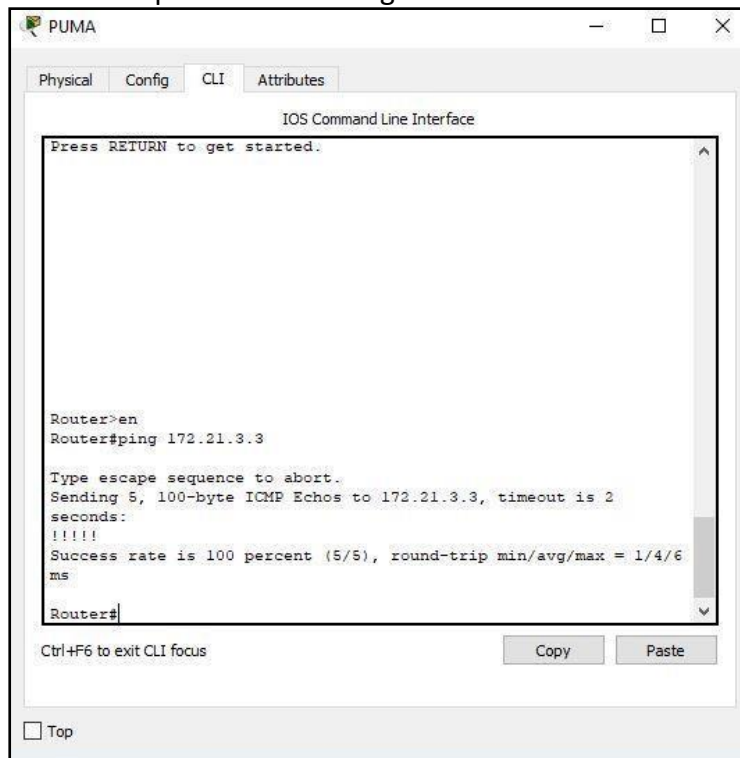 PUMA
Physical Config CLI Attributes
IOS Command Line Interface
Press RETURN to get started.
Router>en
Router#ping 172.21.3.3
Type escape sequence to abort.
Sending 5, 100-byte ICMP Echos to 172.21.3.3, timeout is 2
seconds:
!!!!!
Success rate is 100 percent (5/5), round-trip min/avg/max = 1/4/6
ms
Router#
Ctrl+F6 to exit CLI focus
Copy Paste
Top